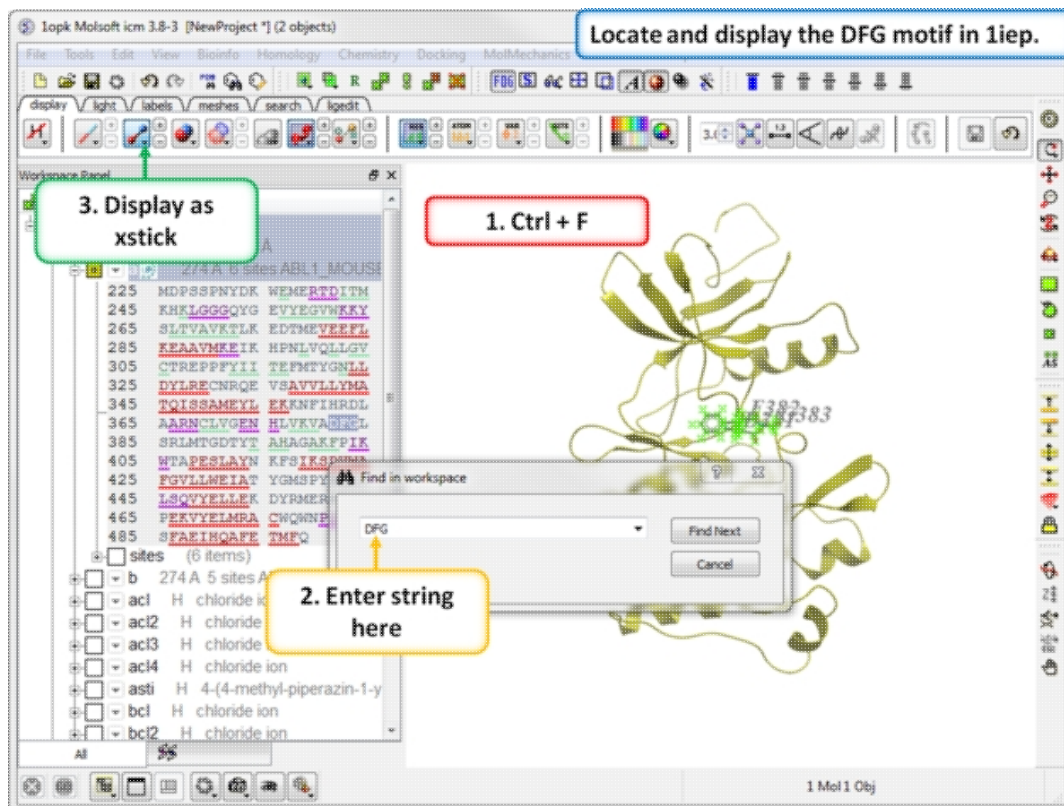 1opk Molsoft icm 3.8-3 [NewProject *] (2 objects)
Locate and display the DFG motif in 1iep.
File Tools Edit View Bioinfo Homology Chemistry Docking MolMechanics
display light labels meshes search ligedit
Workspace Panel
3. Display as
xstick
1. Ctrl + F
A
274 A 6 sites ABL1_MOUSE
225 MDPSSPNYDK WEMERTDITM
245 KHKLGGGQYG EVYEGVWKKY
265 SLTVAVKTLK EDTMEVEEFL
285 KEAAVMKEIK HPNLVQLLGV
305 CTREPPFYII TEFMTYGNLL
325 DYLRECNRQE VSAVVLLYMA
345 TQISSAMEYL EKKNFIHRDL
365 AARNCLVGEN HLVKVADFGL
385 SRLMTGDTYT AHAGAKFPIK
405 WTAPESLAYN KFSIKSDVWA
425 FGVLLWEIAT YGMSP
445 LSQVYELLEK DYRMER
465 PEKVYELMRA CWQWNP
485 SFAEIHQAFE TMFQ
F382
383
Find in workspace
DFG
Find Next
Cancel
2. Enter string
here
sites (6 items)
b 274 A 5 sites A
acl H chloride io
acl2 H chloride
acl3 H chloride
acl4 H chloride ion
asti H 4-(4-methyl-piperazin-1-y
bcl H chloride ion
bcl2 H chloride ion
All
1 Mol 1 Obj